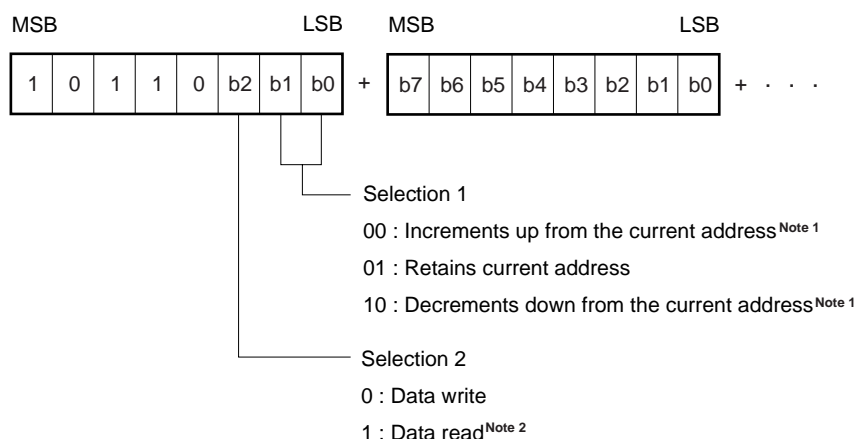 MSB LSB MSB LSB
1 0 1 1 0 b2 b1 b0 + b7 b6 b5 b4 b3 b2 b1 b0 + · · ·
Selection 1
00 : Increments up from the current address Note 1
01 : Retains current address
10 : Decrements down from the current address Note 1
Selection 2
0 : Data write
1 : Data read Note 2